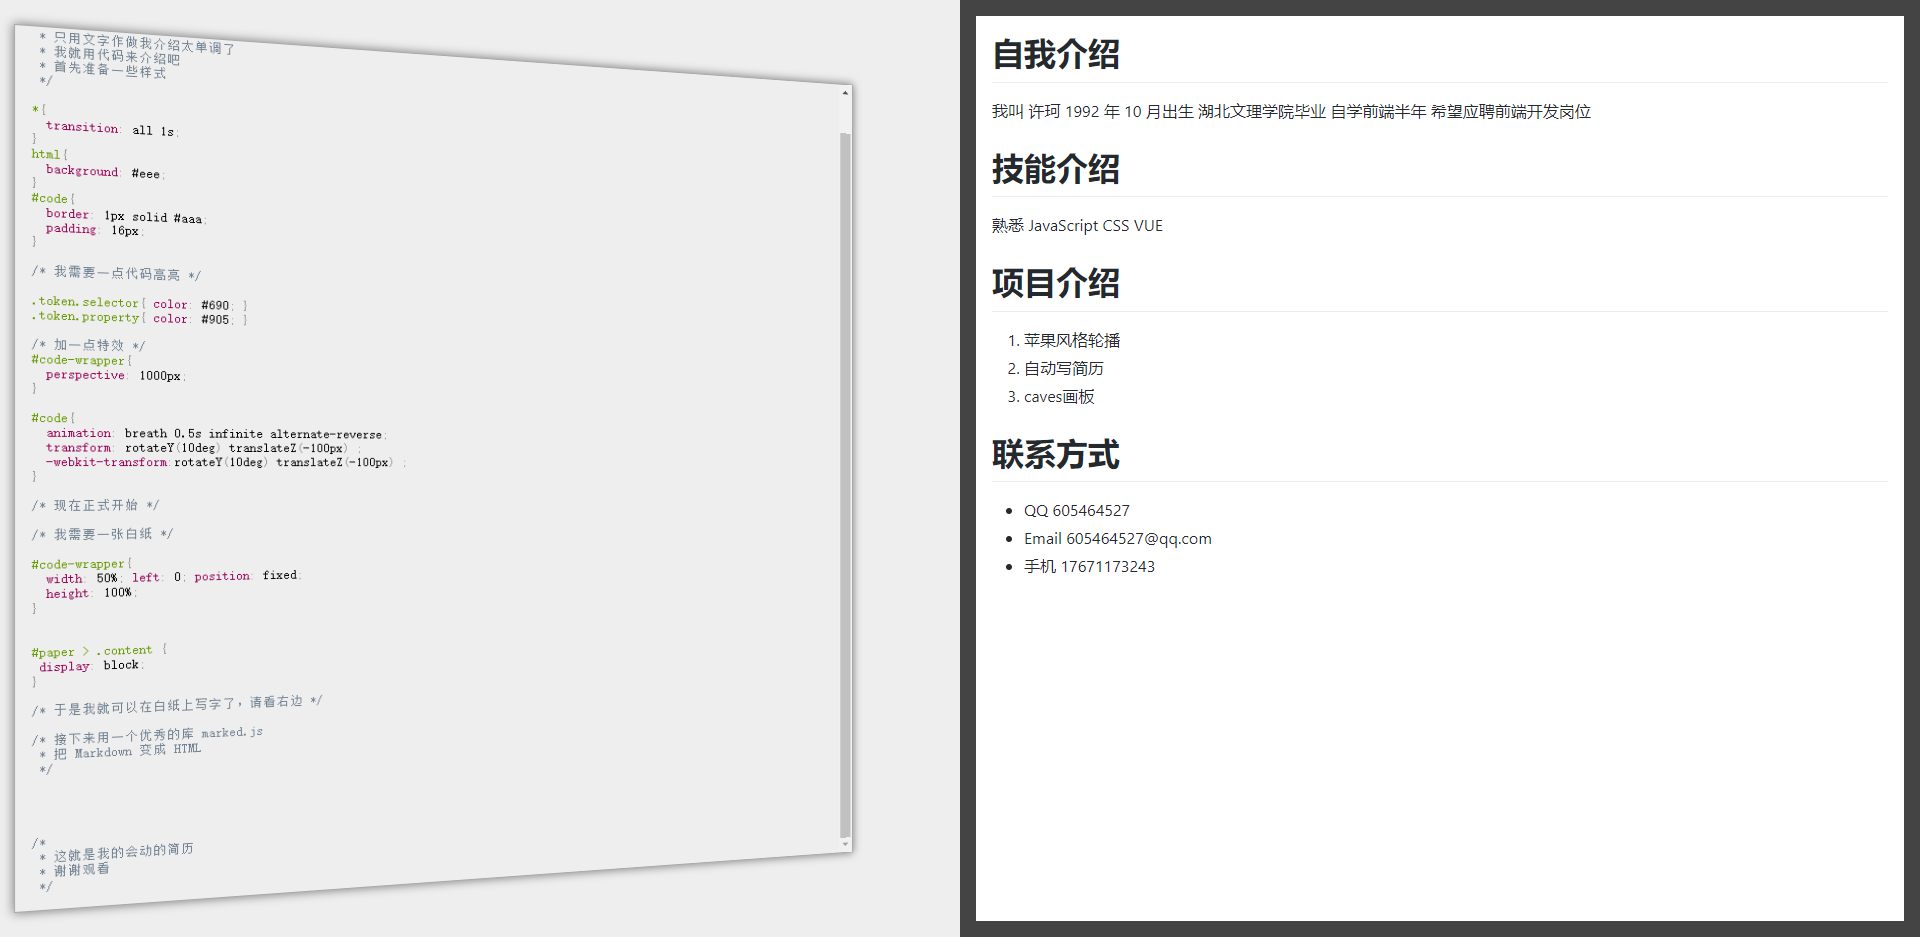 * 只用文字作做我介绍太单调了
 * 我就用代码来介绍吧
 * 首先准备一些样式
 */
*{
  transition: all 1s;
}
html{
  background: #eee;
}
#code{
  border: 1px solid #aaa;
  padding: 16px;
}
/* 我需要一点代码高亮 */
.token.selector{ color: #690; }
.token.property{ color: #905; }
/* 加一点特效 */
#code-wrapper{
  perspective: 1000px;
}
#code{
  animation: breath 0.5s infinite alternate-reverse;
  transform: rotateY(10deg) translateZ(-100px) ;
  -webkit-transform:rotateY(10deg) translateZ(-100px) ;
}
/* 现在正式开始 */
/* 我需要一张白纸 */
#code-wrapper{
  width: 50%; left: 0; position: fixed;
  height: 100%;
}
#paper > .content {
 display: block;
}
/* 于是我就可以在白纸上写字了，请看右边 */
/* 接下来用一个优秀的库 marked.js
 * 把 Markdown 变成 HTML
 */
/*
 * 这就是我的会动的简历
 * 谢谢观看
 */
自我介绍
我叫 许珂 1992 年 10 月出生 湖北文理学院毕业 自学前端半年 希望应聘前端开发岗位
技能介绍
熟悉 JavaScript CSS VUE
项目介绍
1. 苹果风格轮播
2. 自动写简历
3. caves画板
联系方式
• QQ 605464527
• Email 605464527@qq.com
• 手机 17671173243